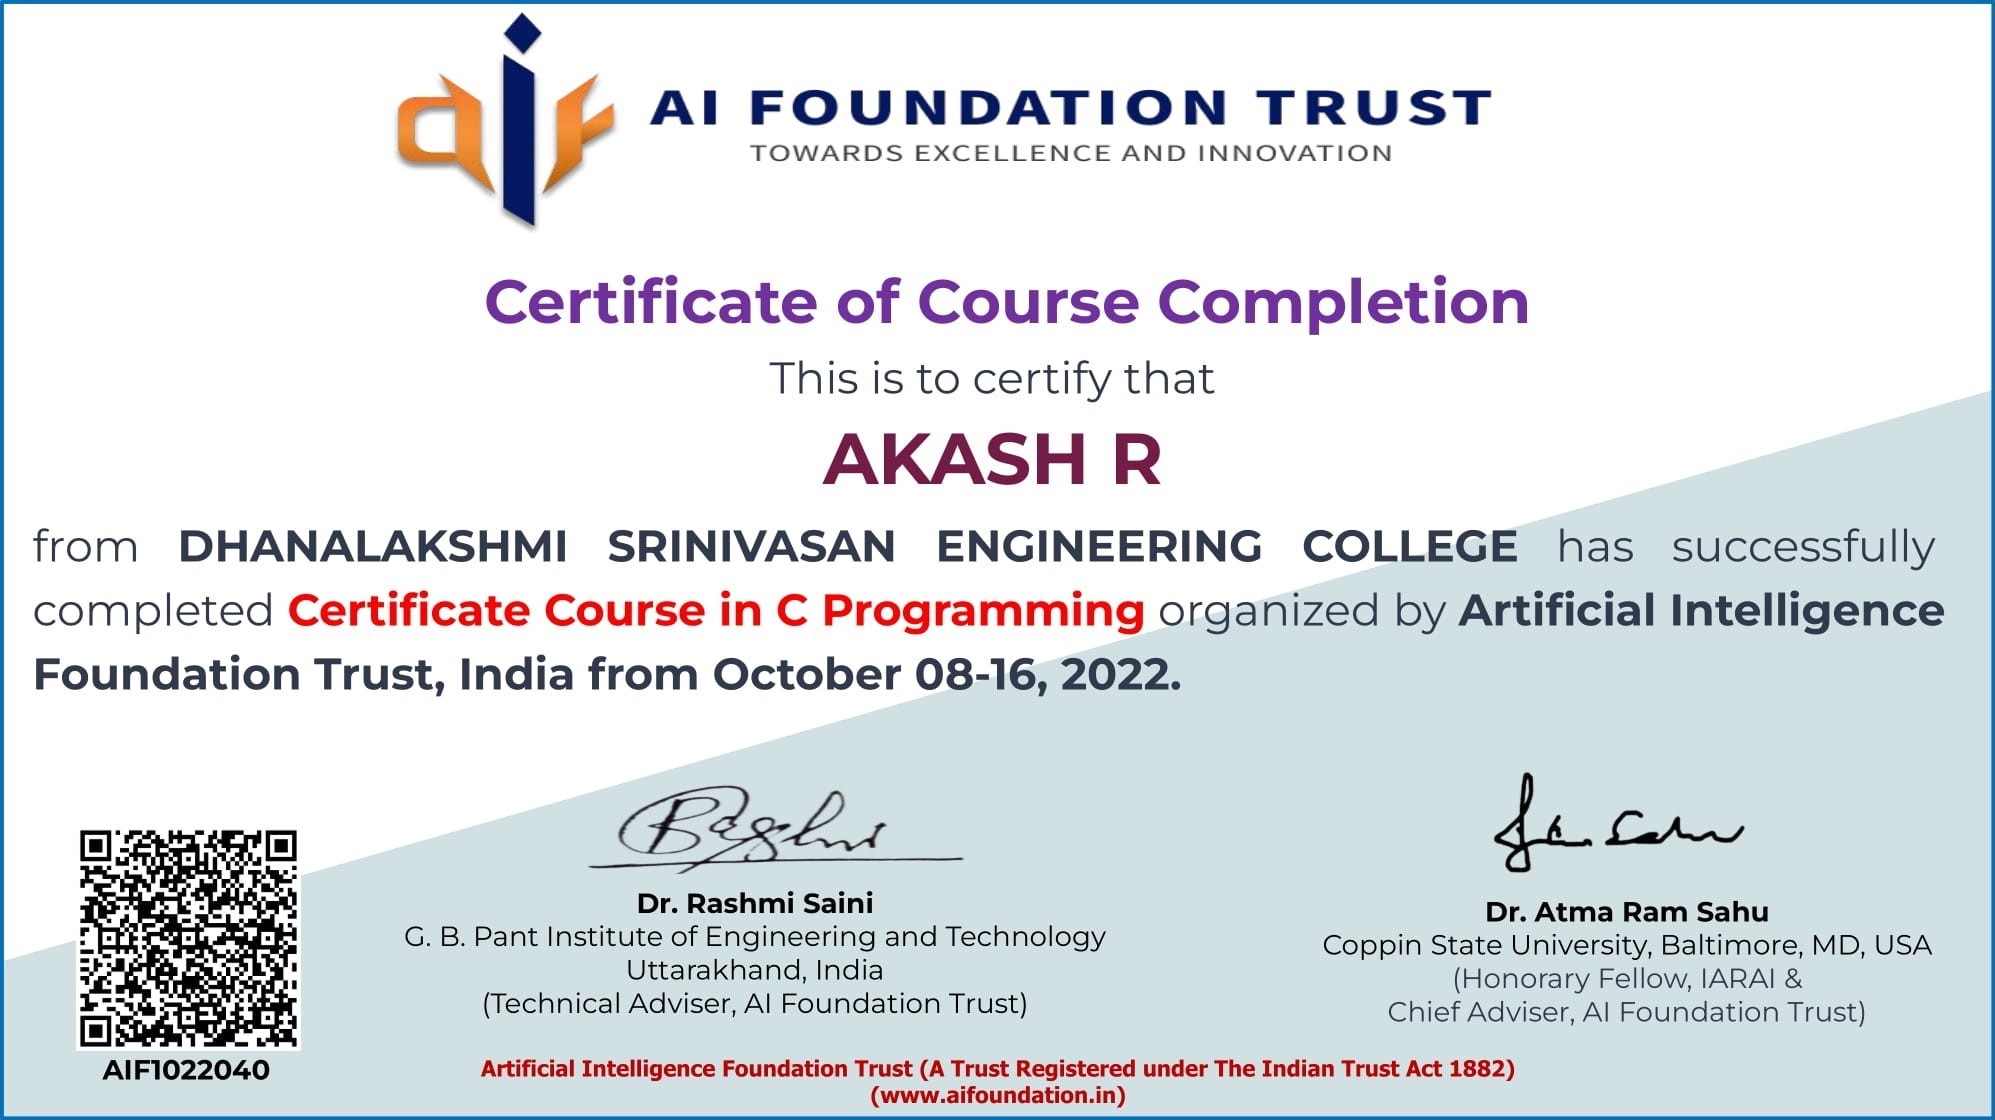 aif
AI FOUNDATION TRUST
TOWARDS EXCELLENCE AND INNOVATION
Certificate of Course Completion
This is to certify that
AKASH R
from DHANALAKSHMI SRINIVASAN ENGINEERING COLLEGE has successfully
completed Certificate Course in C Programming organized by Artificial Intelligence
Foundation Trust, India from October 08-16, 2022.
Dr. Rashmi Saini
G. B. Pant Institute of Engineering and Technology
Uttarakhand, India
(Technical Adviser, AI Foundation Trust)
Dr. Atma Ram Sahu
Coppin State University, Baltimore, MD, USA
(Honorary Fellow, IARAI &
Chief Adviser, AI Foundation Trust)
AIF1022040
Artificial Intelligence Foundation Trust (A Trust Registered under The Indian Trust Act 1882)
(www.aifoundation.in)